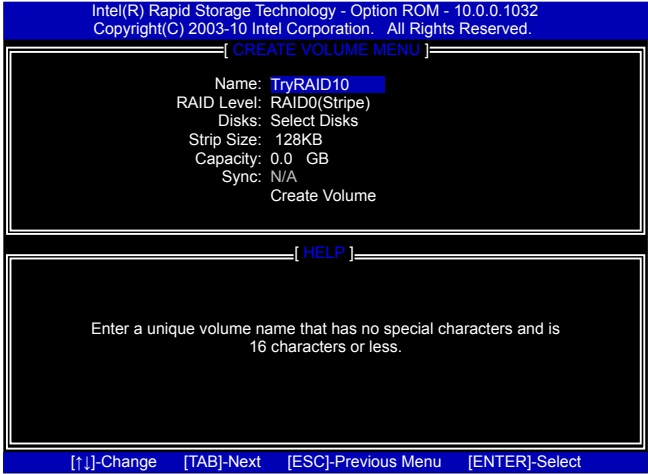 Intel(R) Rapid Storage Technology - Option ROM - 10.0.0.1032
Copyright(C) 2003-10 Intel Corporation. All Rights Reserved.
[ CREATE VOLUME MENU ]
Name: TryRAID10
RAID Level: RAID0(Stripe)
Disks: Select Disks
Strip Size: 128KB
Capacity: 0.0 GB
Sync: N/A
Create Volume
[ HELP ]
Enter a unique volume name that has no special characters and is
16 characters or less.
[↑↓]-Change [TAB]-Next [ESC]-Previous Menu [ENTER]-Select